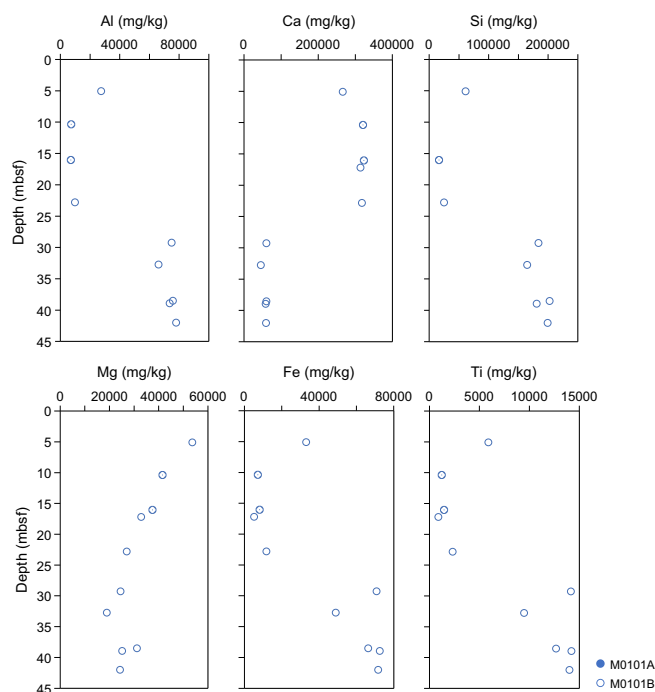 Al (mg/kg)
0 40000 80000
Ca (mg/kg)
0 200000 400000
Si (mg/kg)
0 100000 200000
Depth (mbsf)
0
5
10
15
20
25
30
35
40
45
Mg (mg/kg)
0 20000 40000 60000
Fe (mg/kg)
0 40000 80000
Ti (mg/kg)
0 5000 10000 15000
Depth (mbsf)
0
5
10
15
20
25
30
35
40
45
M0101A
M0101B